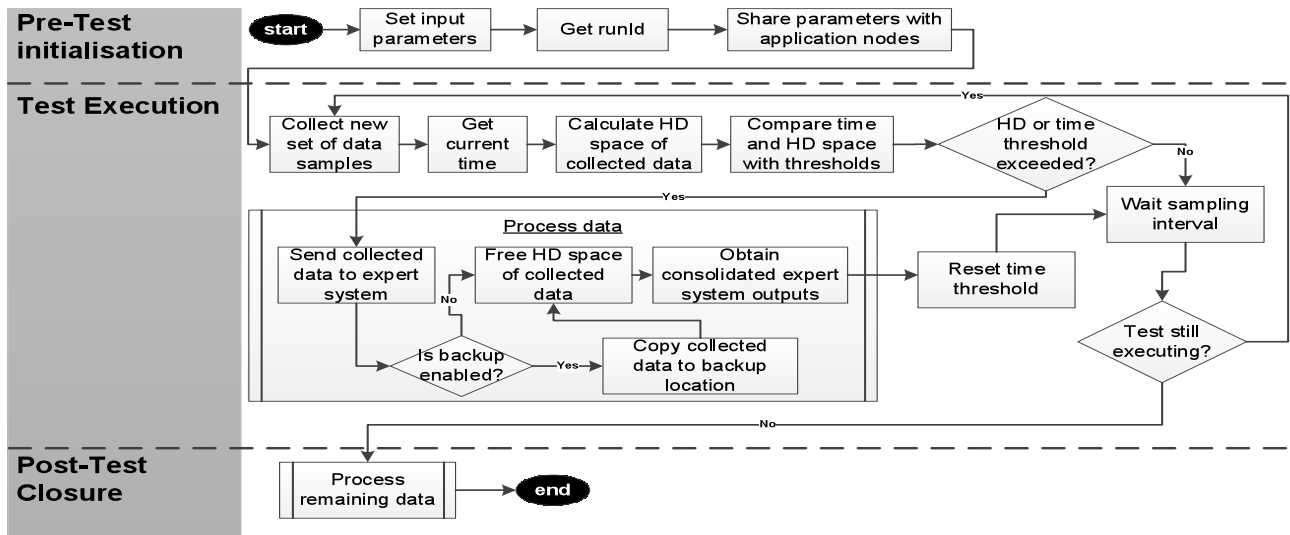 Pre-Test
initialisation
start
Set input
parameters
Get runId
Share parameters with
application nodes
Test Execution
Yes
Collect new
set of data
samples
Get
current
time
Calculate HD
space of
collected data
Compare time
and HD space
with thresholds
HD or time
threshold
exceeded?
No
Yes
Wait sampling
interval
Process data
Send collected
data to expert
system
Free HD space
of collected
data
Obtain
consolidated expert
system outputs
Reset time
threshold
No
Is backup
enabled?
Yes
Copy collected
data to backup
location
Test still
executing?
No
Post-Test
Closure
Process
remaining data
end